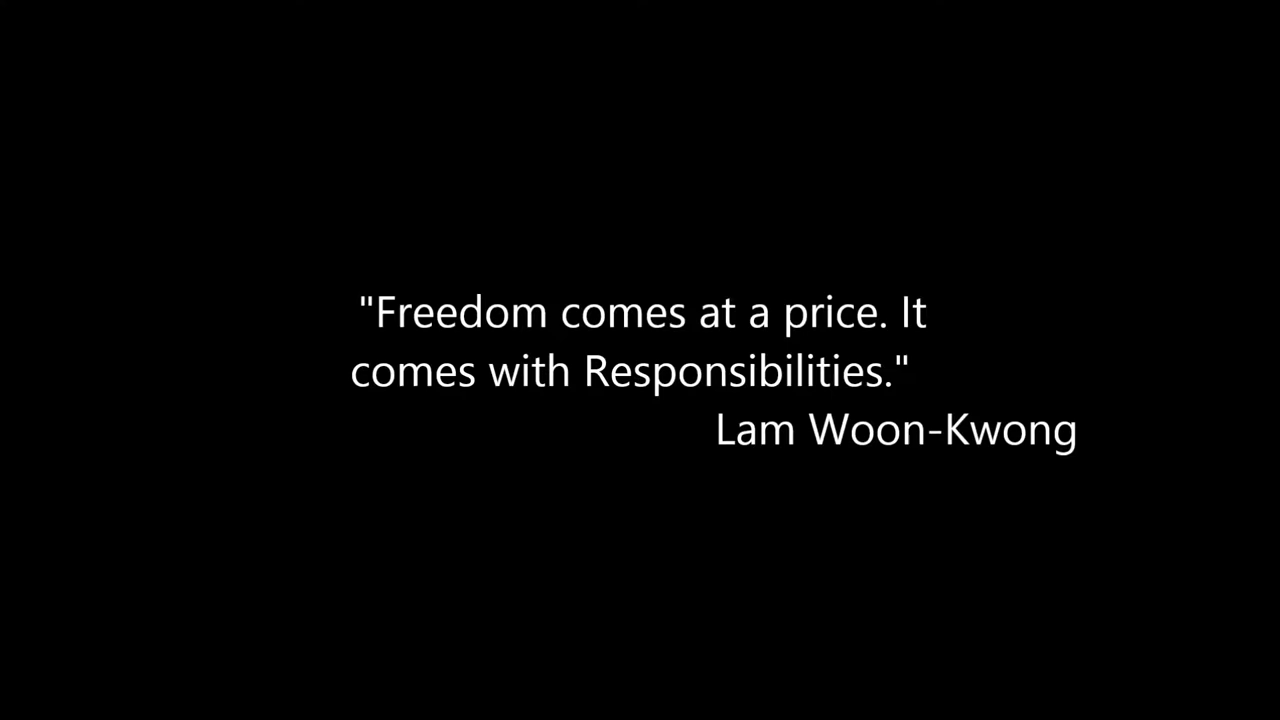 "Freedom comes at a price. It
comes with Responsibilities."
Lam Woon-Kwong